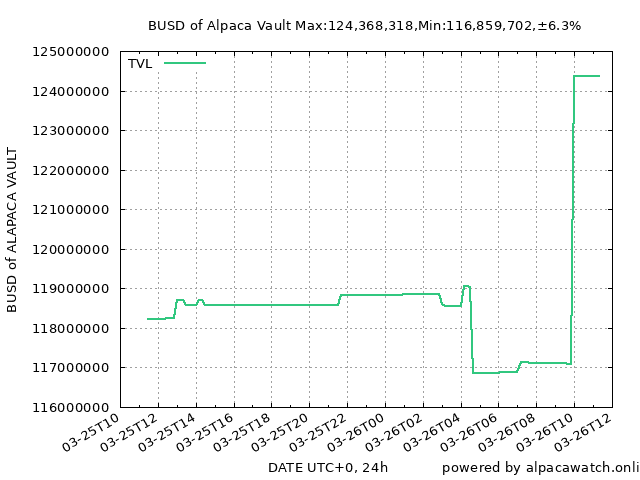 BUSD of Alpaca Vault Max:124,368,318,Min:116,859,702,±6.3%
TVL
125000000
124000000
123000000
122000000
121000000
120000000
119000000
118000000
117000000
116000000
BUSD of ALAPACA VAULT
03-25T10
03-25T12
03-25T14
03-25T16
03-25T18
03-25T20
03-25T22
03-26T00
03-26T02
03-26T04
03-26T06
03-26T08
03-26T10
03-26T12
DATE UTC+0, 24h
powered by alpacawatch.onli